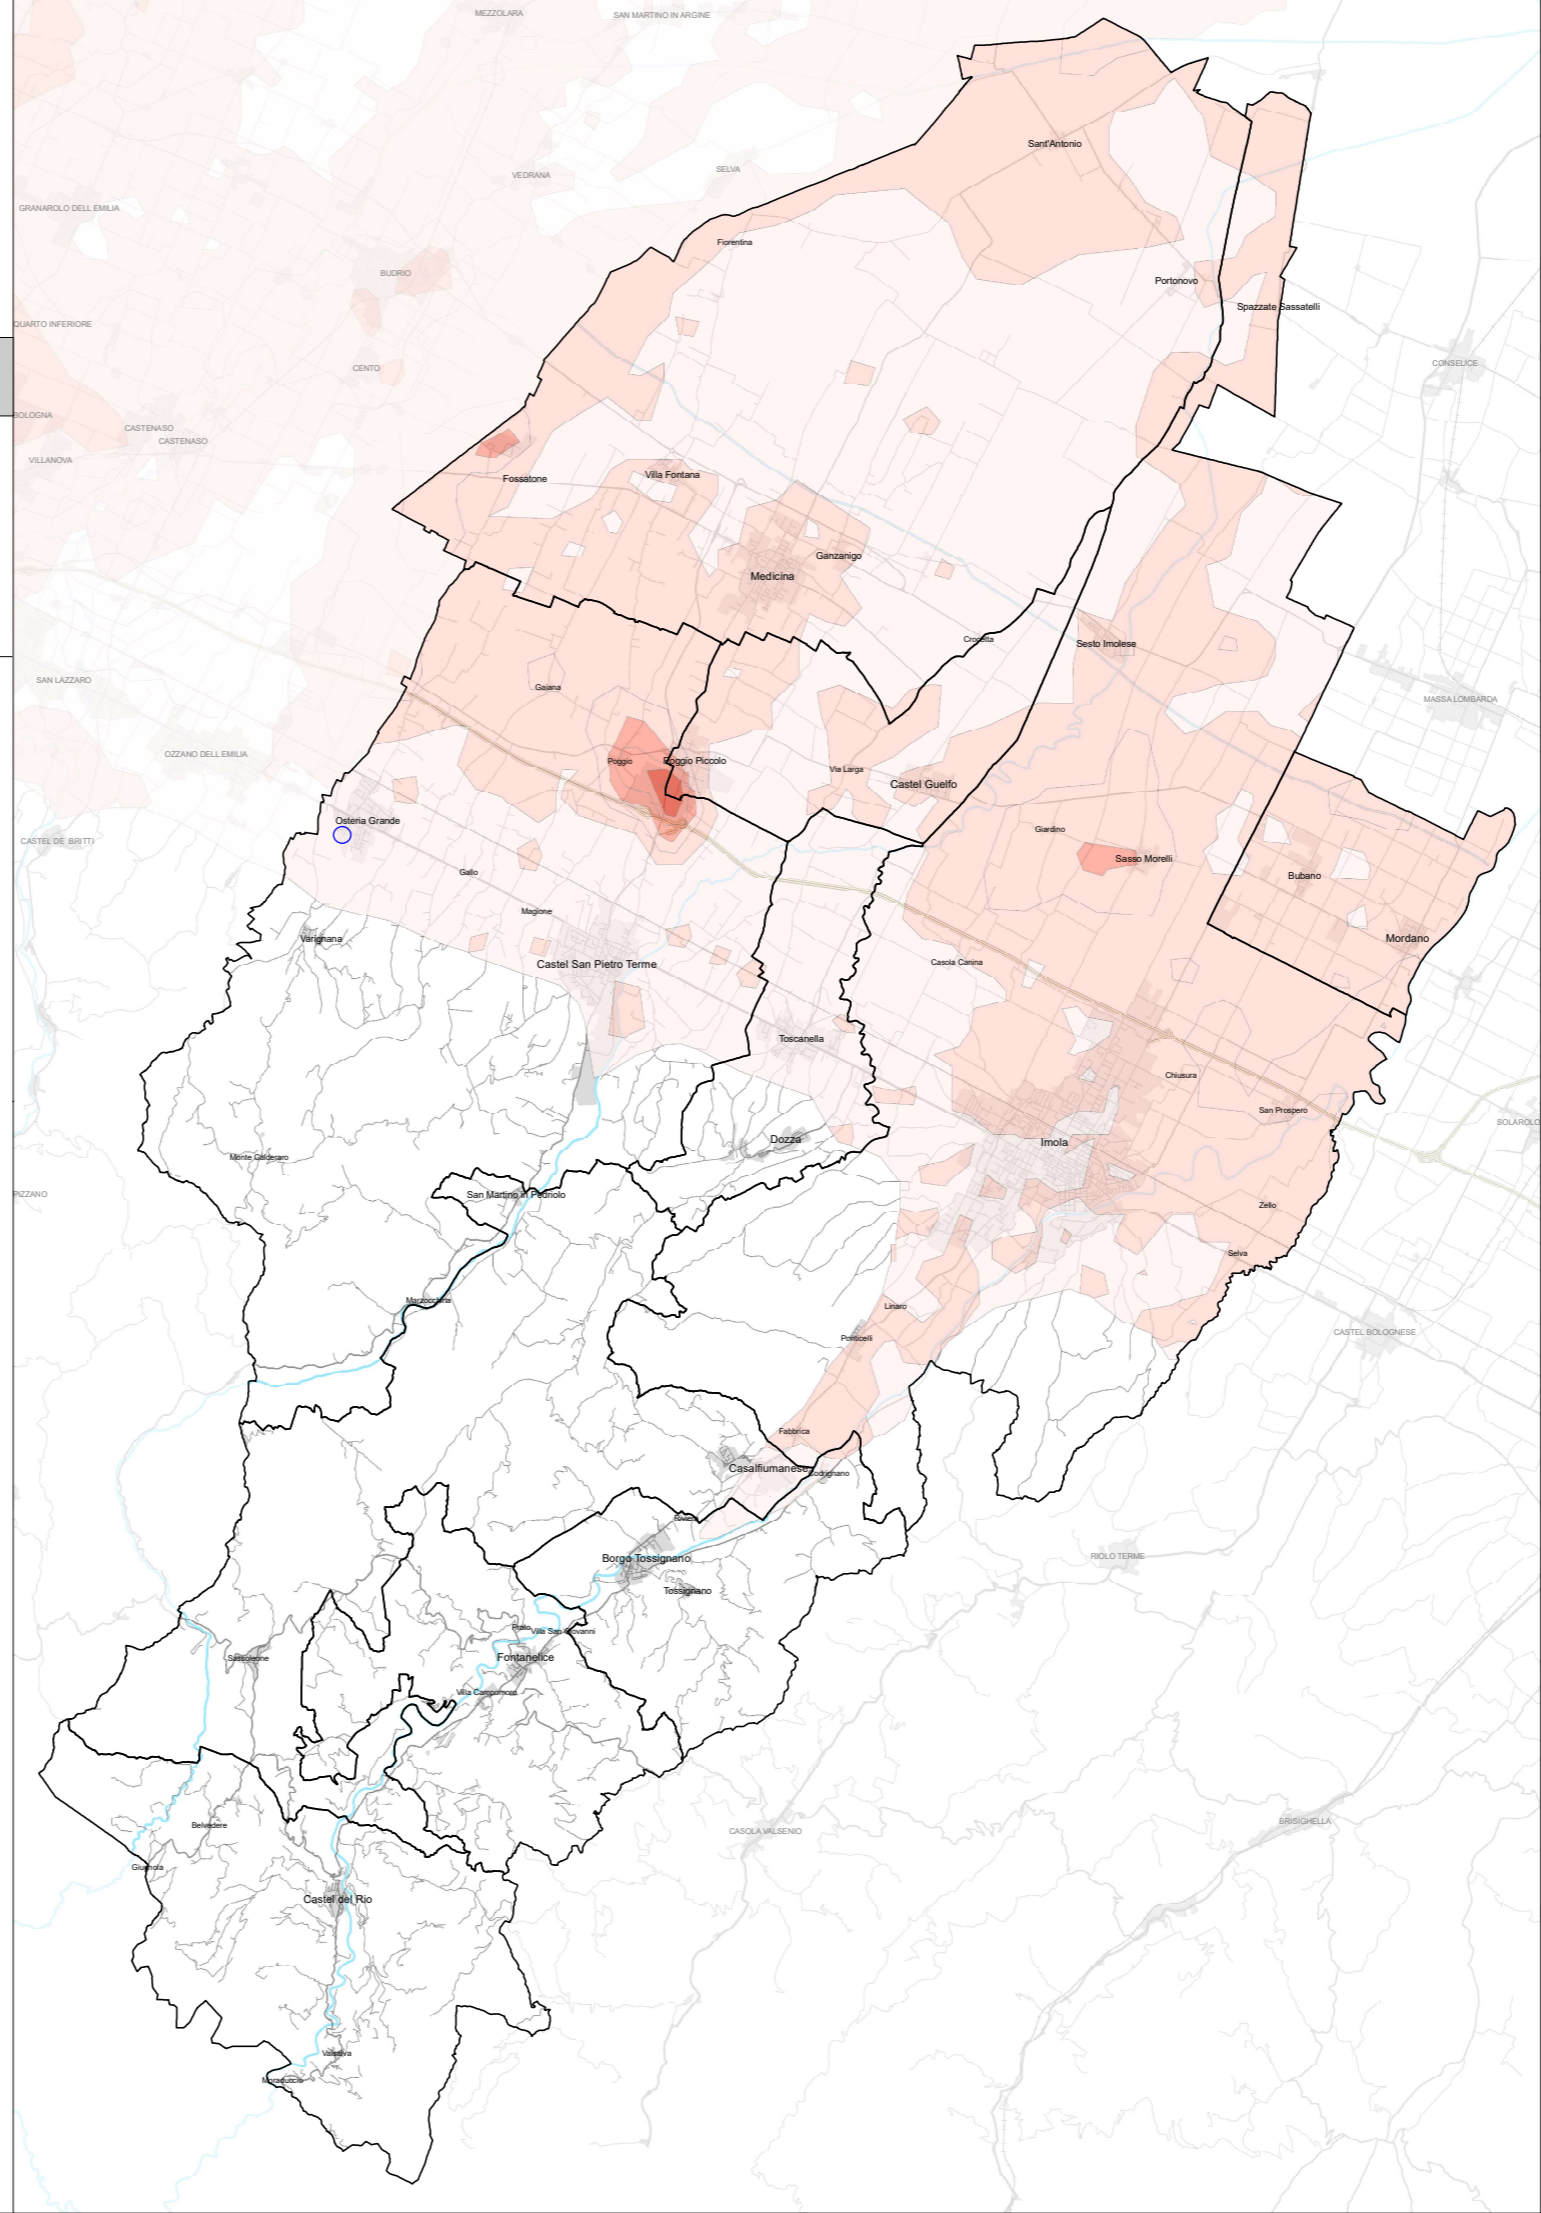 MEZZOLARA
SAN MARTINO IN ARGINE
Sant'Antonio
SELVA
VEDRANA
GRANAROLO DELL EMILIA
Fiorentina
BUDRIO
Portonovo
Spazzate Sassatelli
QUARTO INFERIORE
CENTO
CONSELICE
BOLOGNA
CASTENASO
CASTENASO
VILLANOVA
Fossatone
Villa Fontana
Ganzanigo
Medicina
Crocetta
Sesto Imolese
SAN LAZZARO
Gaiana
MASSA LOMBARDA
OZZANO DELL EMILIA
Poggio
Poggio Piccolo
Via Larga
Castel Guelfo
Osteria Grande
Giardino
CASTEL DE BRITTI
Sasso Morelli
Gallo
Bubano
Magione
Varignana
Mordano
Castel San Pietro Terme
Casola Canina
Toscanella
Chiusura
San Prospero
SOLAROLO
Dozza
Imola
Monte Calderaro
PIZZANO
San Martino in Pedriolo
Zello
Selva
Marzocchina
Linaro
CASTEL BOLOGNESE
Ponticelli
Fabbrica
Casalfiumanese
Codrignano
Riviera
Borgo Tossignano
RIOLO TERME
Tossignano
Prato
Villa San Giovanni
Fontanelice
Sassoleone
Villa Campomoro
Belvedere
CASOLA VALSENIO
BRISIGHELLA
Giugnola
Castel del Rio
Valsalva
Moraduccio